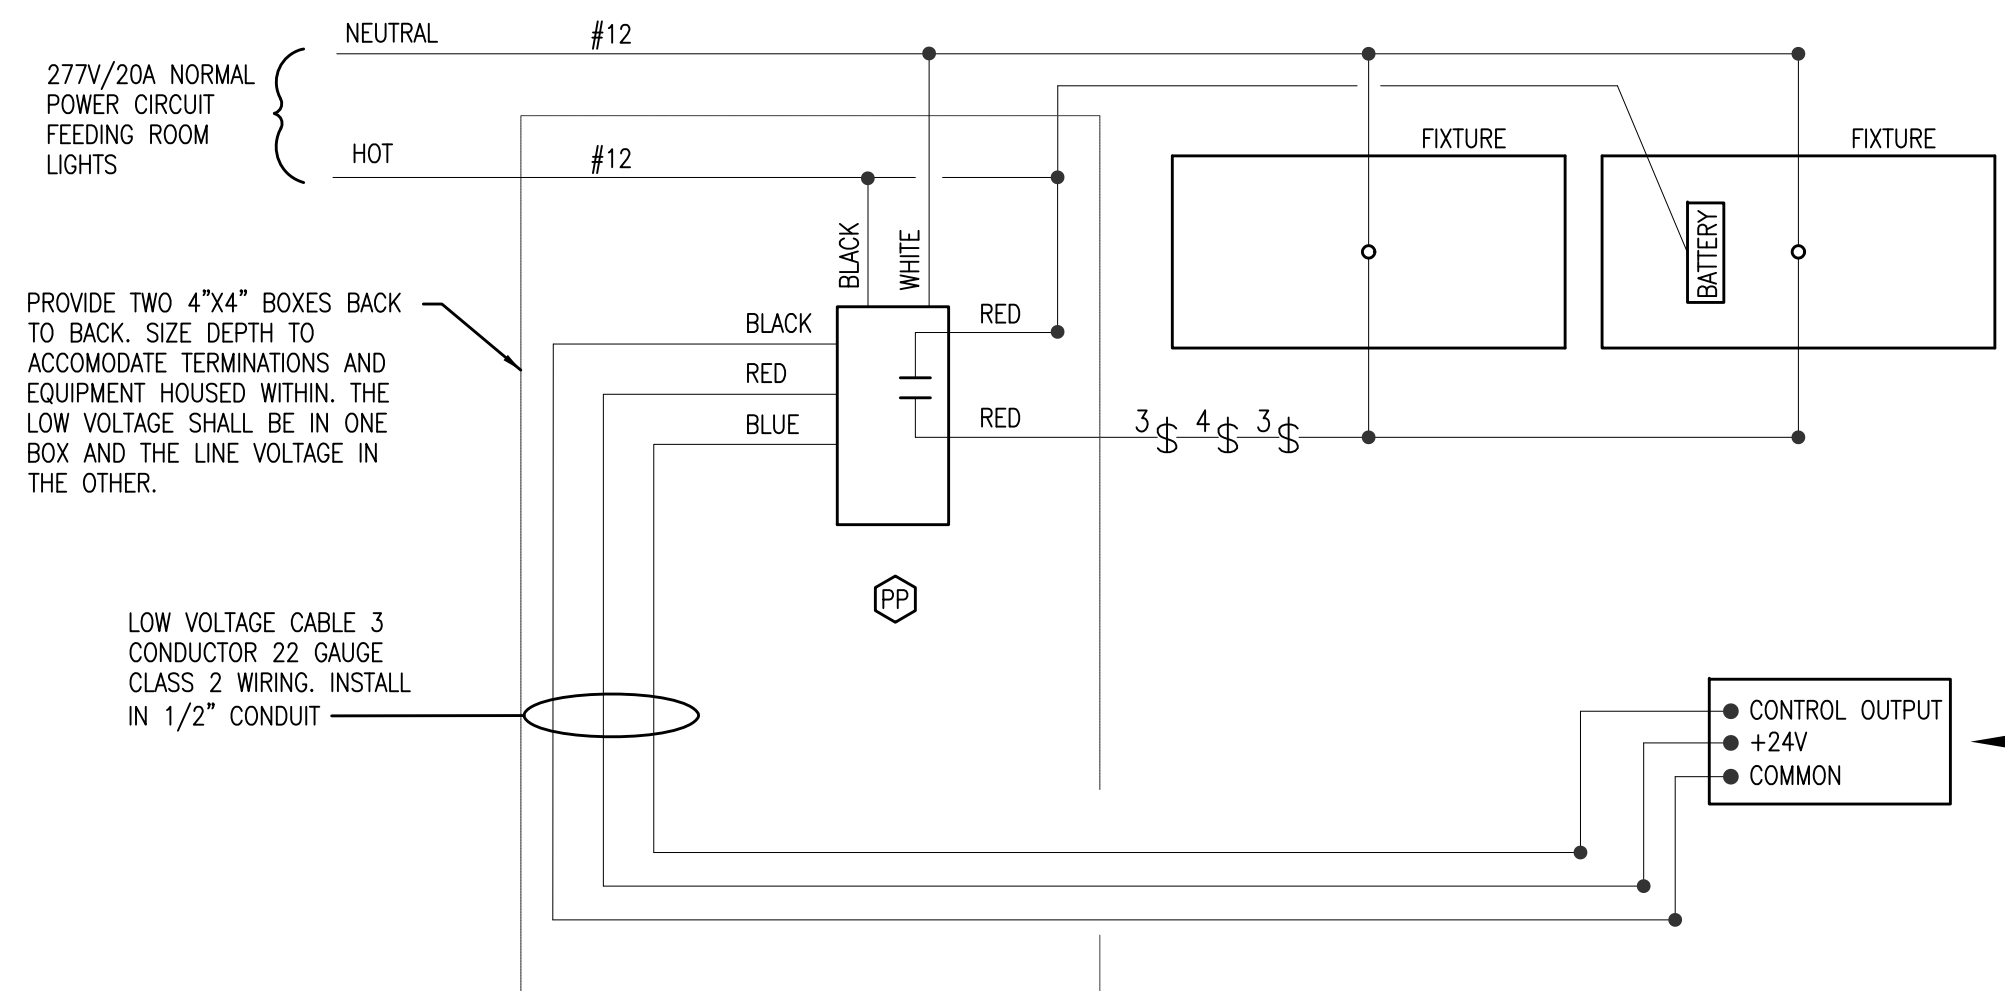 NEUTRAL
#12
277V/20A NORMAL
POWER CIRCUIT
FEEDING ROOM
LIGHTS
HOT
#12
FIXTURE
FIXTURE
BLACK
WHITE
BATTERY
PROVIDE TWO 4"X4" BOXES BACK
TO BACK. SIZE DEPTH TO
ACCOMODATE TERMINATIONS AND
EQUIPMENT HOUSED WITHIN. THE
LOW VOLTAGE SHALL BE IN ONE
BOX AND THE LINE VOLTAGE IN
THE OTHER.
BLACK
RED
BLUE
RED
RED
3 $ 4 $ 3 $
PP
LOW VOLTAGE CABLE 3
CONDUCTOR 22 GAUGE
CLASS 2 WIRING. INSTALL
IN 1/2" CONDUIT
CONTROL OUTPUT
+24V
COMMON